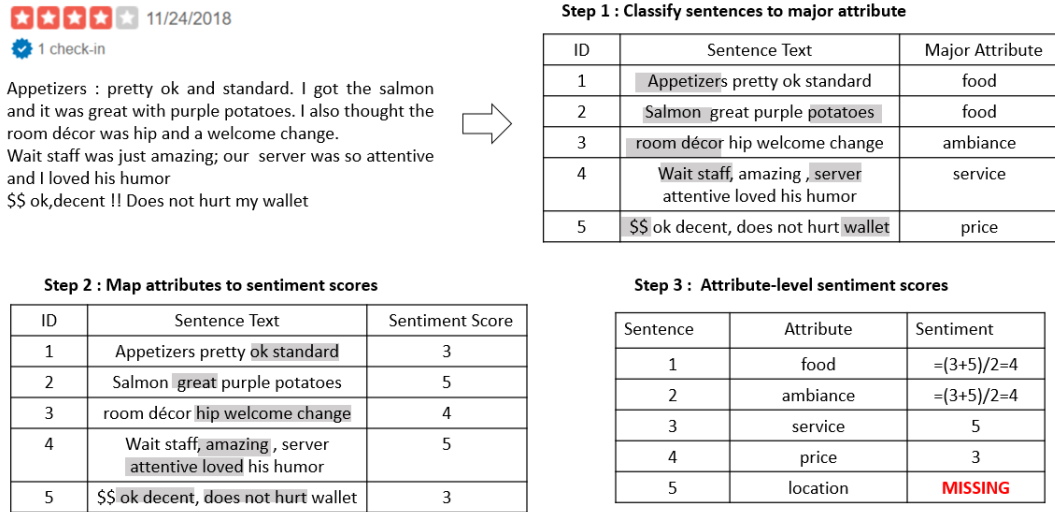 11/24/2018
1 check-in
Appetizers : pretty ok and standard. I got the salmon
and it was great with purple potatoes. I also thought the
room décor was hip and a welcome change.
Wait staff was just amazing; our server was so attentive
and I loved his humor
$$ ok,decent !! Does not hurt my wallet
Step 1 : Classify sentences to major attribute
ID Sentence Text Major Attribute
1 Appetizers pretty ok standard food
2 Salmon great purple potatoes food
3 room décor hip welcome change ambiance
4 Wait staff, amazing , server service
attentive loved his humor
5 $$ ok decent, does not hurt wallet price
Step 2 : Map attributes to sentiment scores
ID Sentence Text Sentiment Score
1 Appetizers pretty ok standard 3
2 Salmon great purple potatoes 5
3 room décor hip welcome change 4
4 Wait staff, amazing , server 5
attentive loved his humor
5 $$ ok decent, does not hurt wallet 3
Step 3 : Attribute-level sentiment scores
Sentence Attribute Sentiment
1 food =(3+5)/2=4
2 ambiance =(3+5)/2=4
3 service 5
4 price 3
5 location MISSING